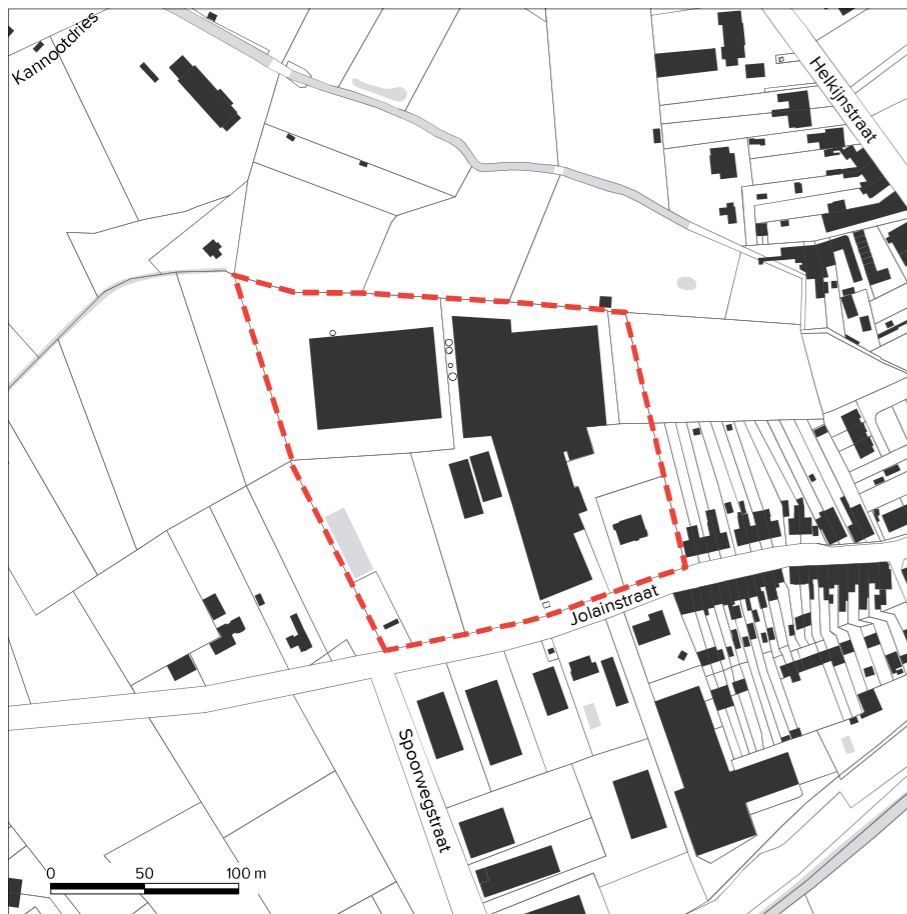 Kannootdries
Helkijnstraat
Jolainstraat
Spoorwegstraat
0 50 100 m